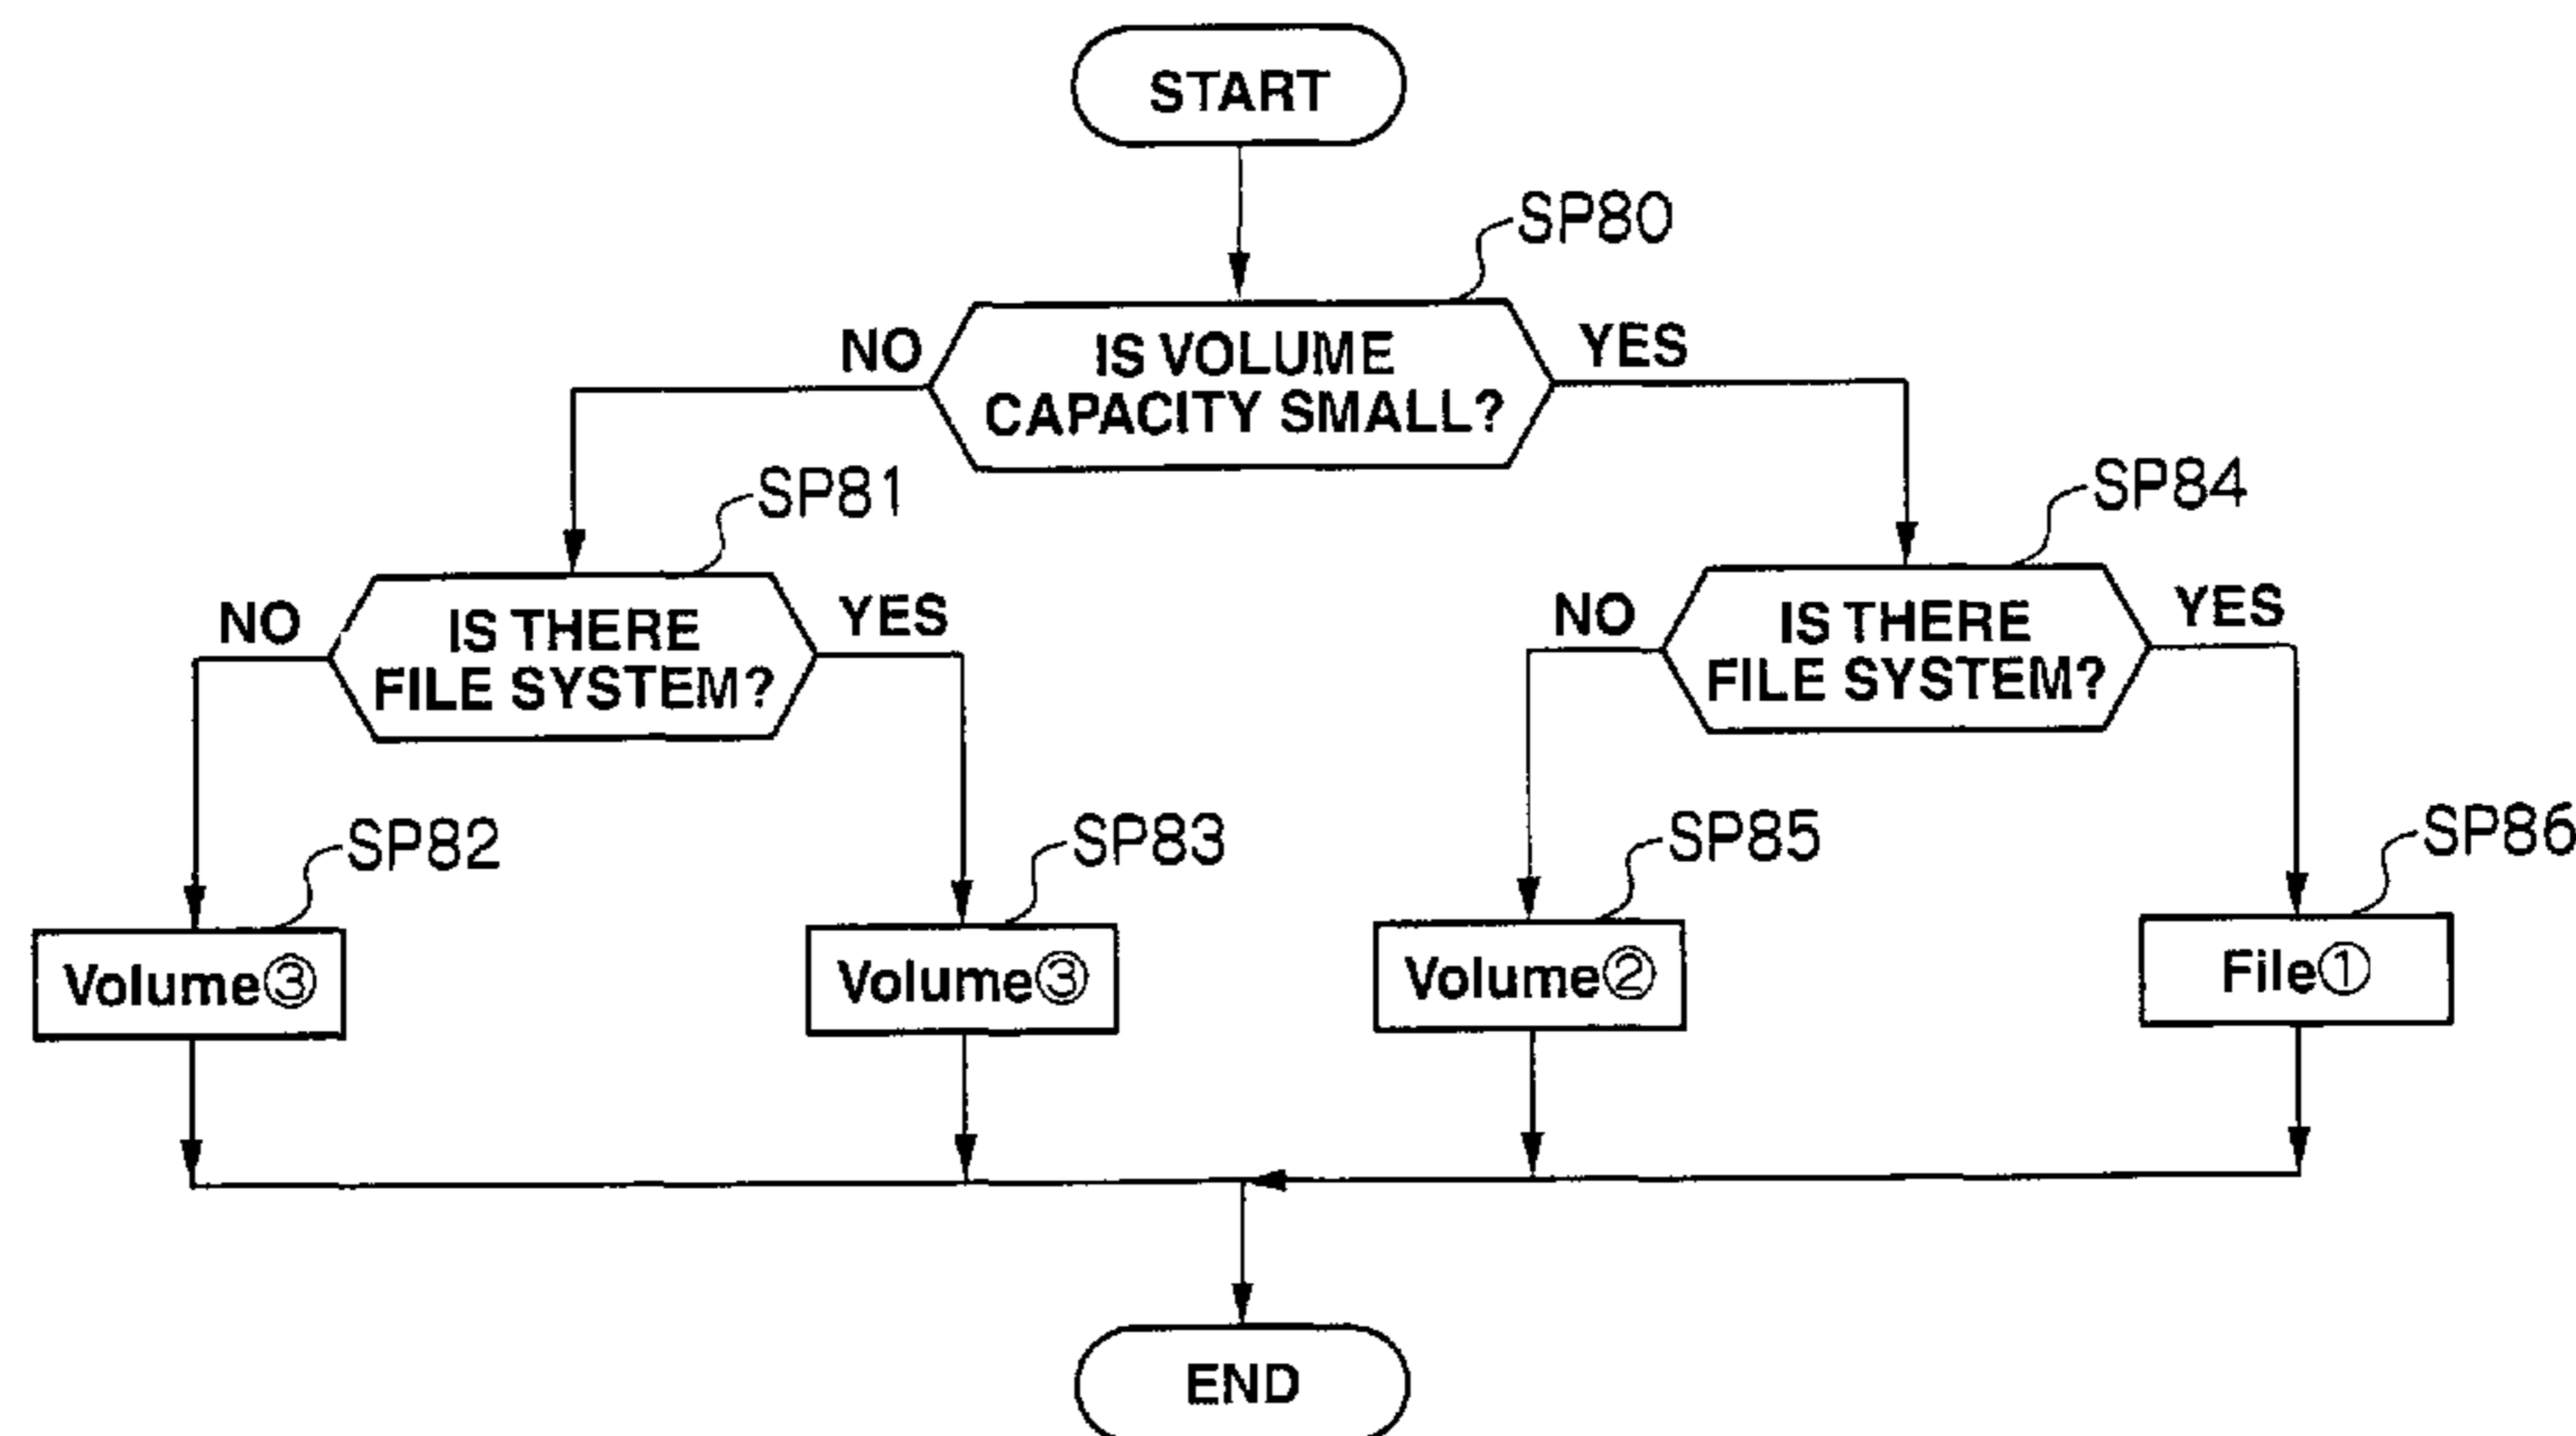 START
SP80
NO
IS VOLUME
CAPACITY SMALL?
YES
SP81
SP84
NO
IS THERE
FILE SYSTEM?
YES
NO
IS THERE
FILE SYSTEM?
YES
SP82
SP83
SP85
SP86
Volume③
Volume③
Volume②
File①
END